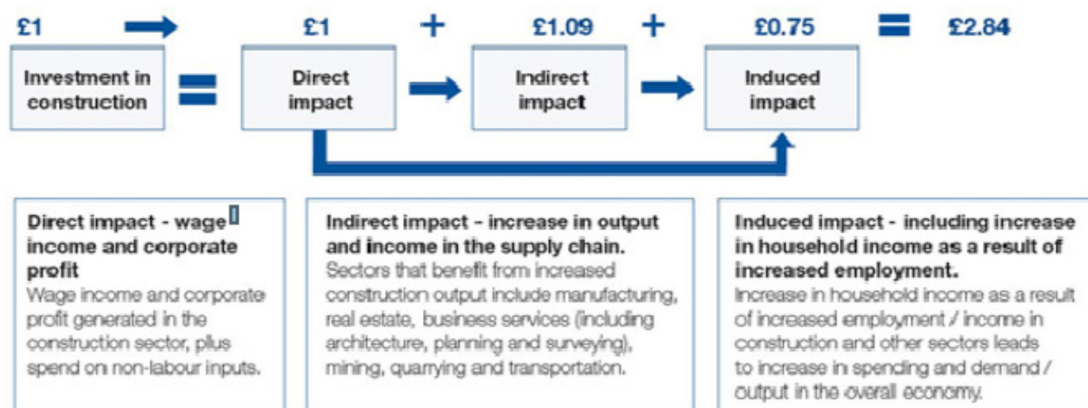 £1 £1 + £1.09 + £0.75 = £2.84
Investment in
construction
=
Direct
impact
Indirect
impact
Induced
impact
Direct impact - wage
income and corporate
profit
Wage income and corporate
profit generated in the
construction sector, plus
spend on non-labour inputs.
Indirect impact – increase in output
and income in the supply chain.
Sectors that benefit from increased
construction output include manufacturing,
real estate, business services (including
architecture, planning and surveying),
mining, quarrying and transportation.
Induced impact - including increase
in household income as a result of
increased employment.
Increase in household income as a result
of increased employment / income in
construction and other sectors leads
to increase in spending and demand /
output in the overall economy.